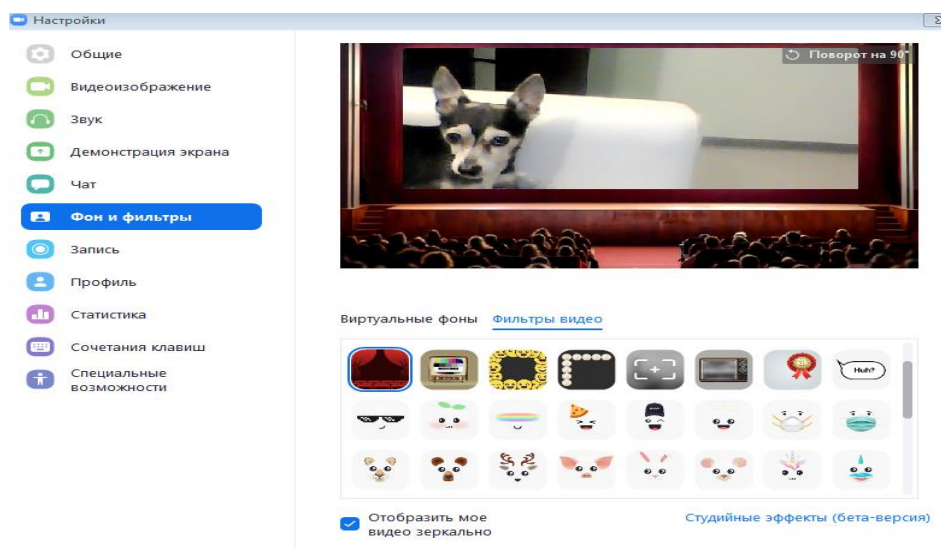 Настройки
Общие
Видеоизображение
Звук
Демонстрация экрана
Чат
Фон и фильтры
Запись
Профиль
Статистика
Сочетания клавиш
Специальные
возможности
Поворот на 90°
Виртуальные фоны Фильтры видео
Huh?
Отобразить мое
видео зеркально
Студийные эффекты (бета-версия)